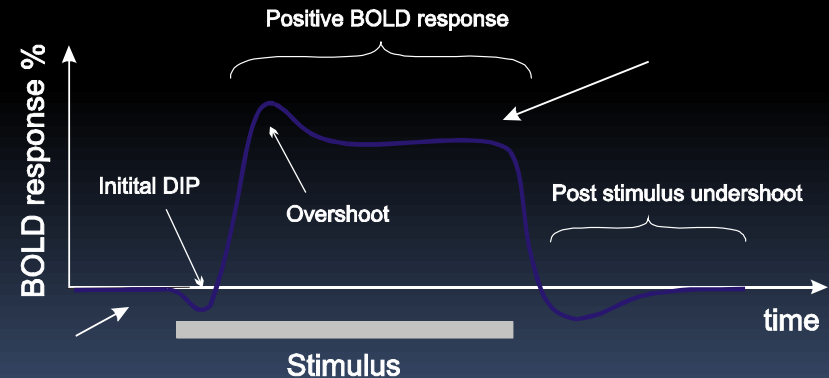 Positive BOLD response
BOLD response %
Initital DIP
Overshoot
Post stimulus undershoot
time
Stimulus